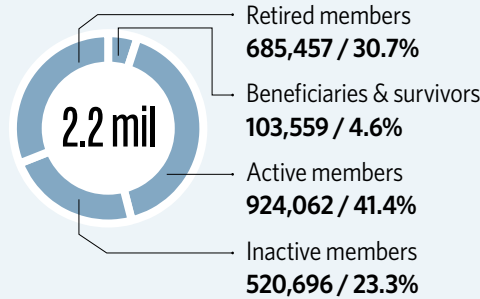 Retired members
685,457 / 30.7%
Beneficiaries & survivors
103,559 / 4.6%
2.2 mil
Active members
924,062 / 41.4%
Inactive members
520,696 / 23.3%